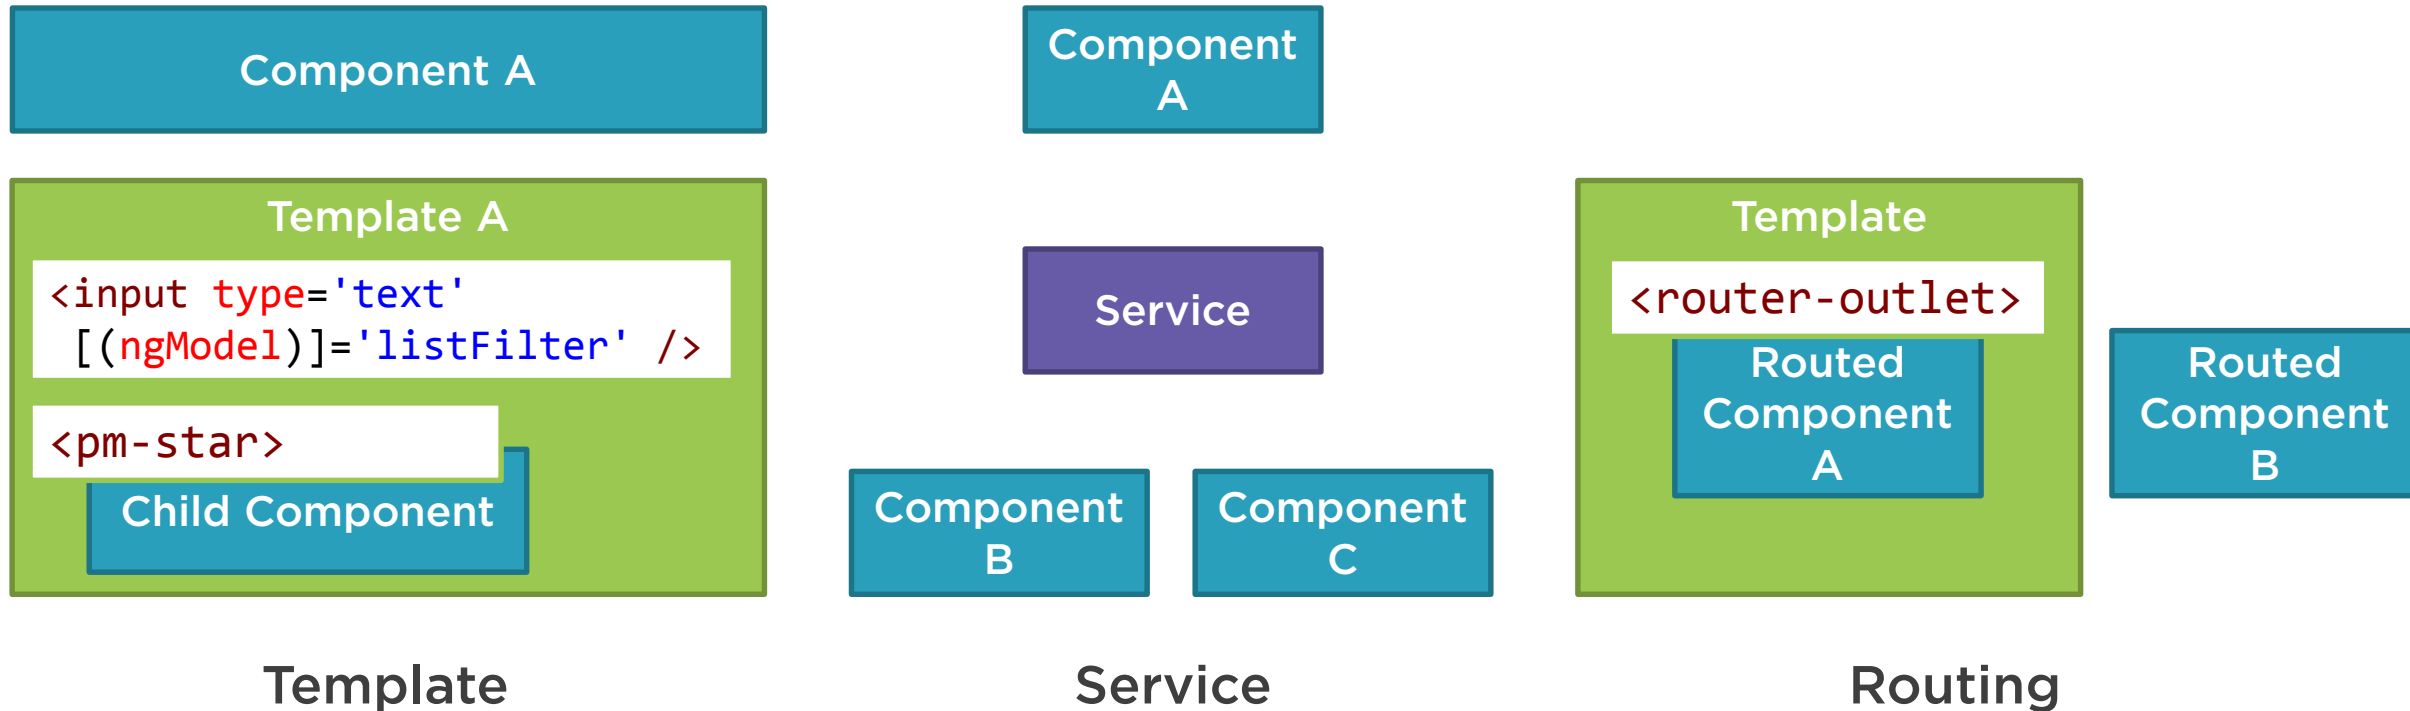 Component A
Template A
<input type='text'
[(ngModel)]='listFilter' />
<pm-star>
Child Component
Template
Component
A
Service
Component
B
Component
C
Service
Template
<router-outlet>
Routed
Component
A
Routed
Component
B
Routing